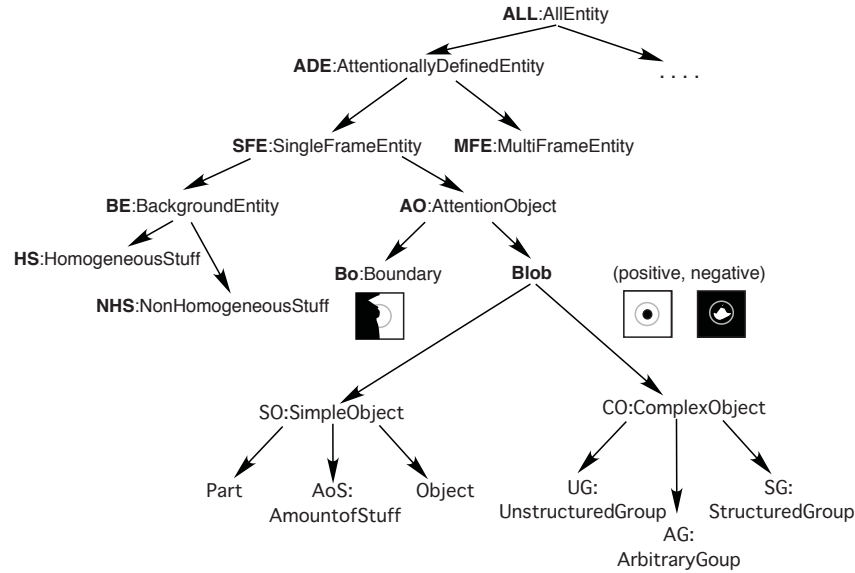 ALL:AllEntity
ADE:AttentionallyDefinedEntity
. . . .
SFE:SingleFrameEntity
MFE:MultiFrameEntity
BE:BackgroundEntity
AO:AttentionObject
HS:HomogeneousStuff
Bo:Boundary
Blob
(positive, negative)
NHS:NonHomogeneousStuff
SO:SimpleObject
CO:ComplexObject
Part
AoS:
AmountofStuff
Object
UG:
UnstructuredGroup
SG:
StructuredGroup
AG:
ArbitraryGoup